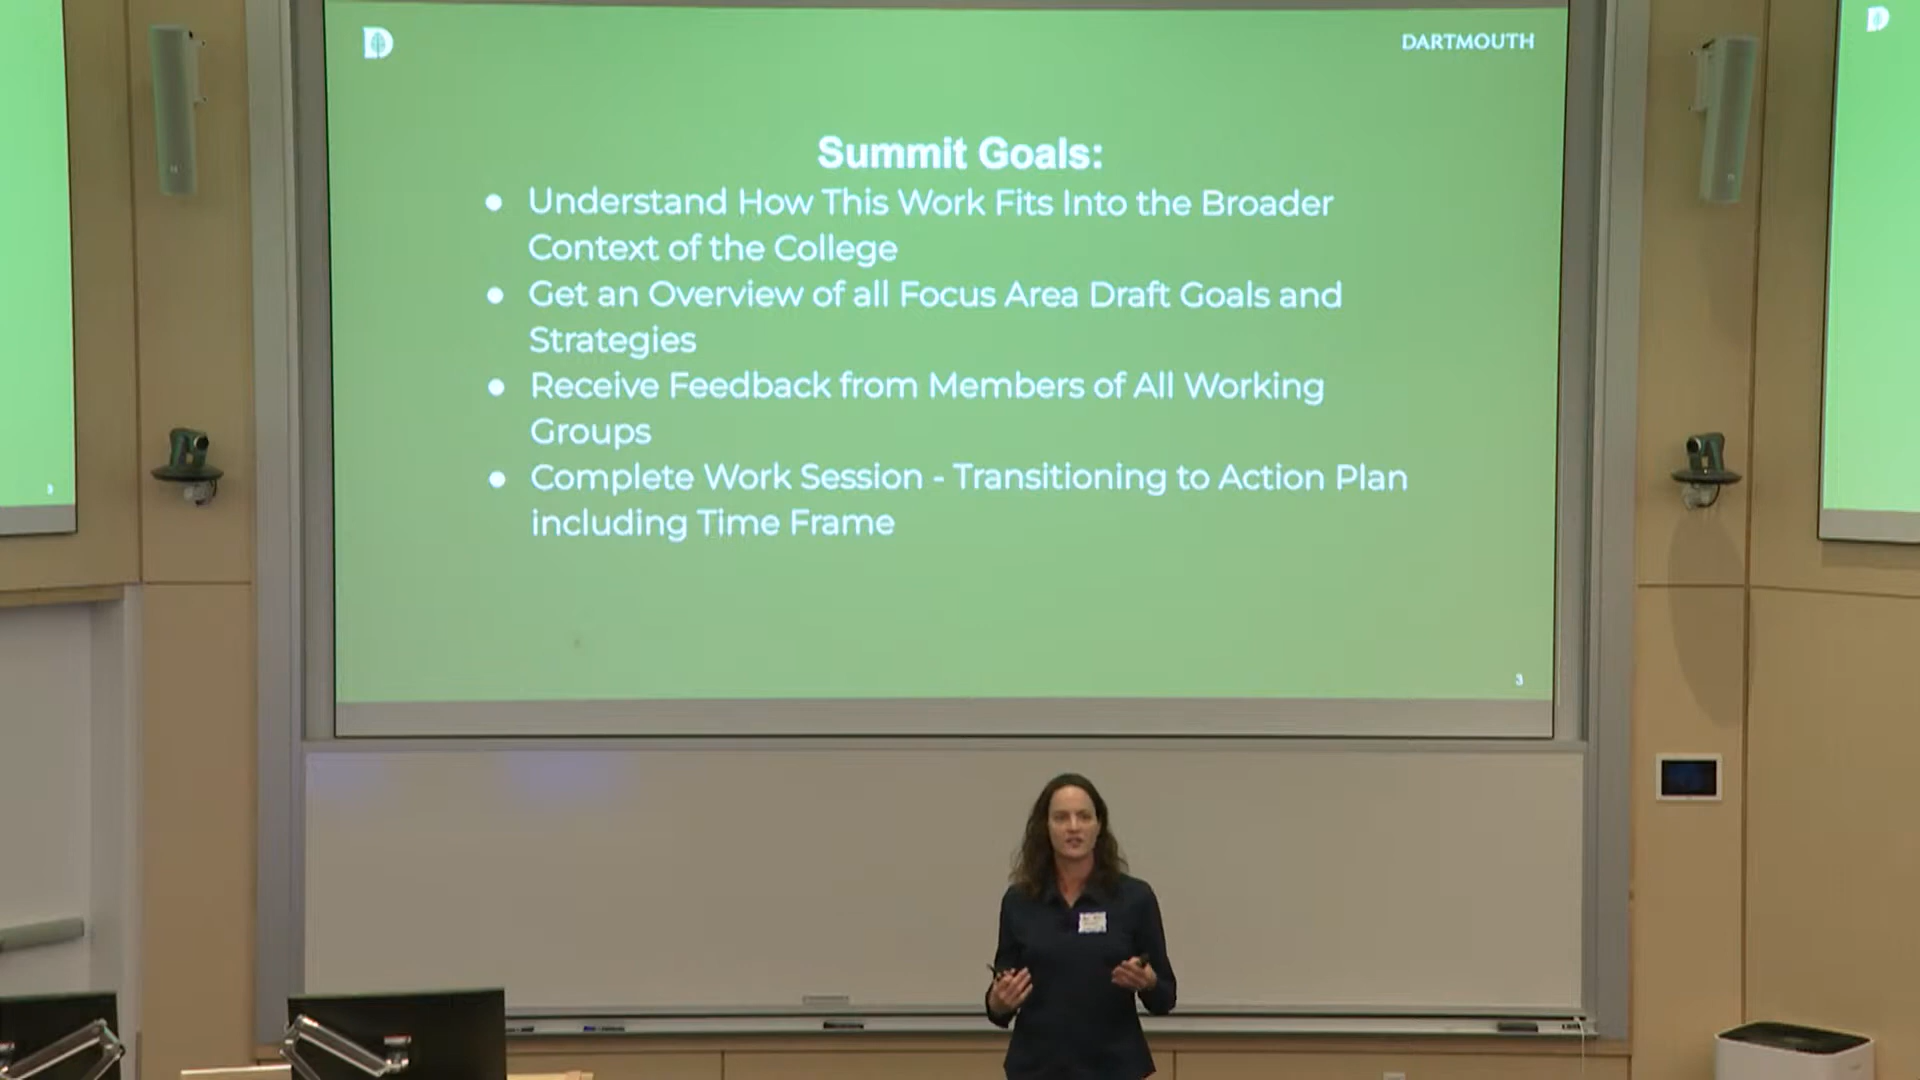 DARTMOUTH
Summit Goals:
● Understand How This Work Fits Into the Broader
Context of the College
● Get an Overview of all Focus Area Draft Goals and
Strategies
● Receive Feedback from Members of All Working
Groups
● Complete Work Session - Transitioning to Action Plan
including Time Frame
3
3